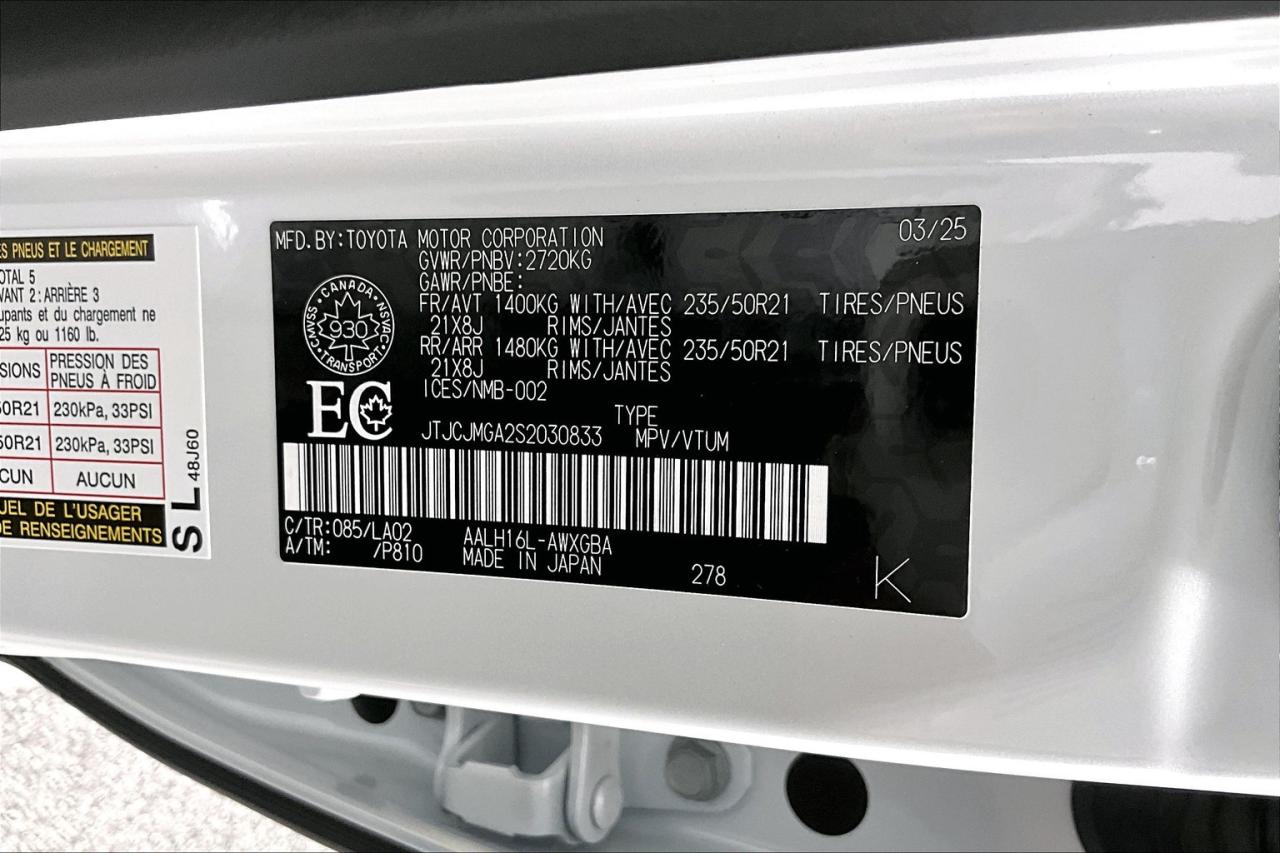 ES PNEUS ET LE CHARGEMENT
OTAL 5
VANT 2: ARRIÈRE 3
upants et du chargement ne
25 kg ou 1160 lb.
SIONS PRESSION DES PNEUS À FROID
50R21 230kPa, 33PSI
50R21 230kPa, 33PSI
CUN AUCUN
UEL DE L'USAGER
DE RENSEIGNEMENTS
S L 48J60
MFD. BY: TOYOTA MOTOR CORPORATION 03/25
GVWR/PNBV: 2720KG
GAWR/PNBE:
FR/AVT 1400KG WITH/AVEC 235/50R21 TIRES/PNEUS
21X8J RIMS/JANTES
RR/ARR 1480KG WITH/AVEC 235/50R21 TIRES/PNEUS
21X8J RIMS/JANTES
ICES/NMB-002
CANADA
CMVSS 930 NSVAC
TRANSPORT
EC
TYPE
JTJCJMGA2S2030833 MPV/VTUM
C/TR: 085/LA02 AALH16L-AWXGBA
A/TM: /P810 MADE IN JAPAN
278
K